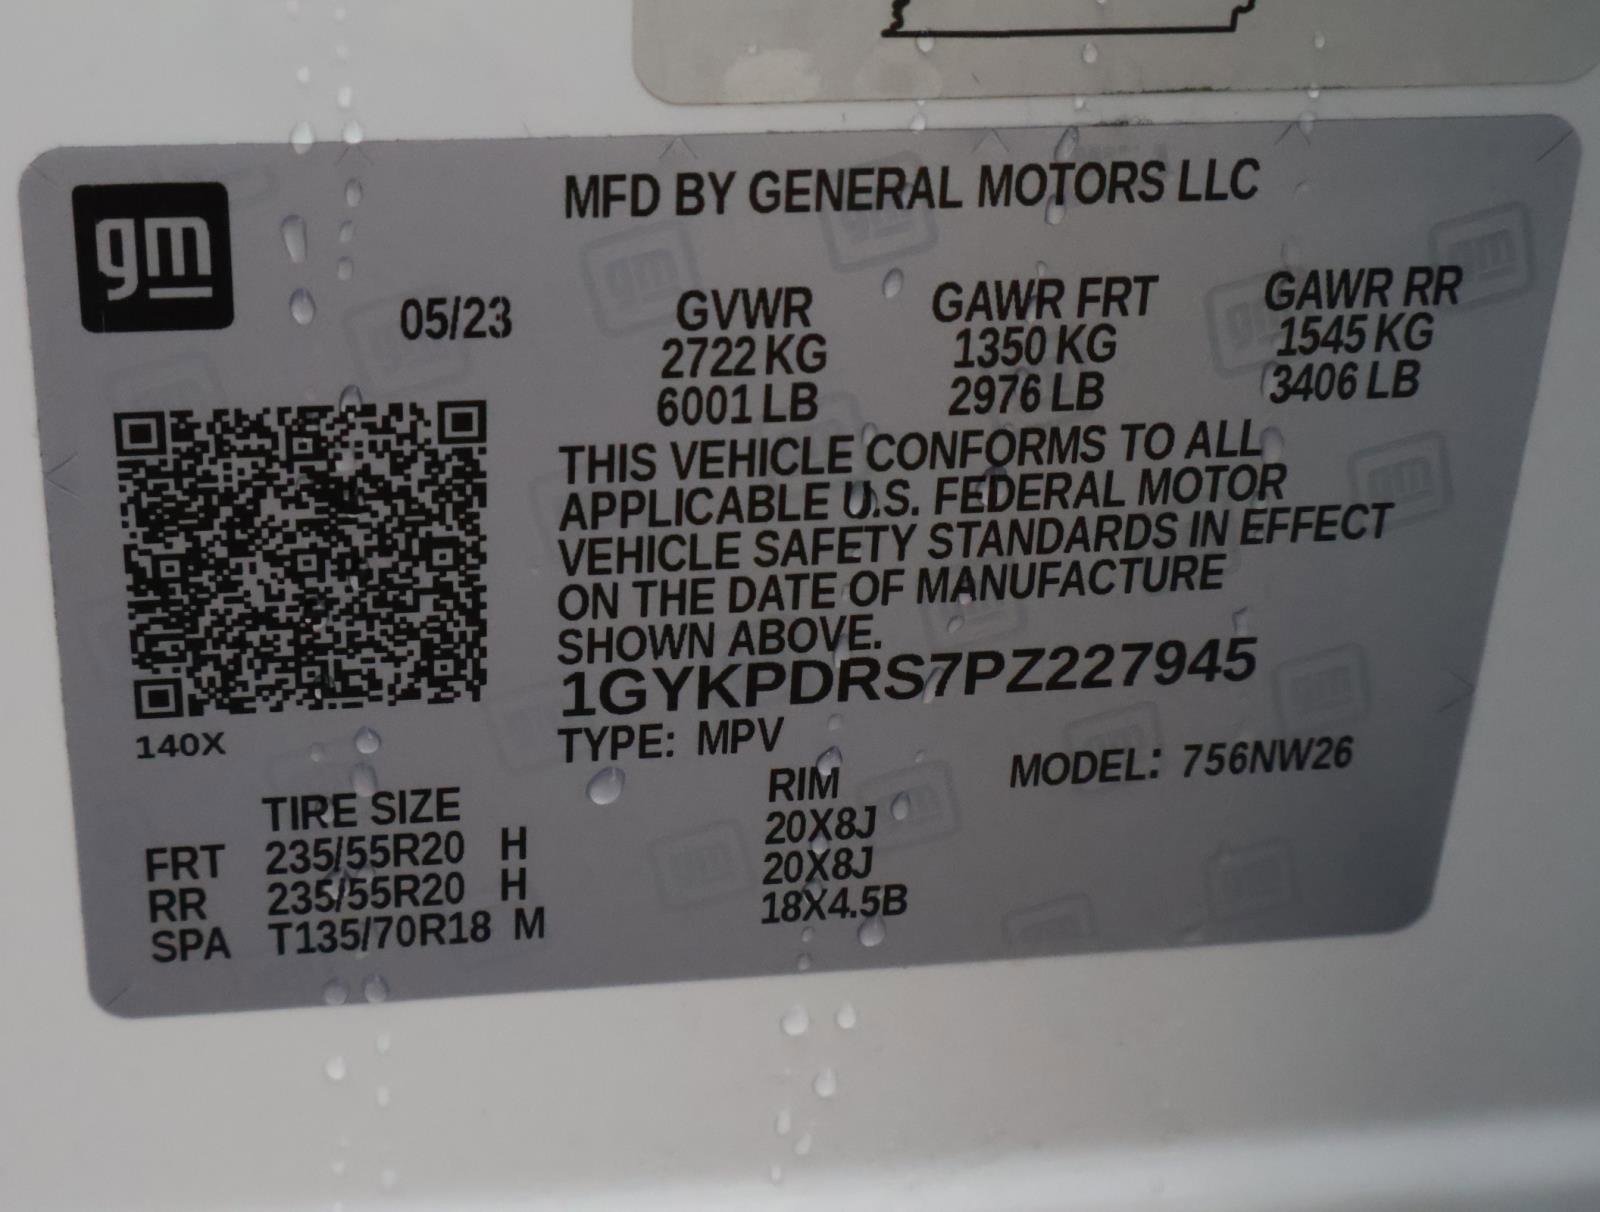 gm
MFD BY GENERAL MOTORS LLC
05/23
GVWR GAWR FRT GAWR RR
2722 KG 1350 KG 1545 KG
6001 LB 2976 LB 3406 LB
THIS VEHICLE CONFORMS TO ALL
APPLICABLE U.S. FEDERAL MOTOR
VEHICLE SAFETY STANDARDS IN EFFECT
ON THE DATE OF MANUFACTURE
SHOWN ABOVE.
1GYKPDRS7PZ227945
140X
TYPE: MPV MODEL: 756NW26
TIRE SIZE RIM
FRT 235/55R20 H 20X8J
RR 235/55R20 H 20X8J
SPA T135/70R18 M 18X4.5B